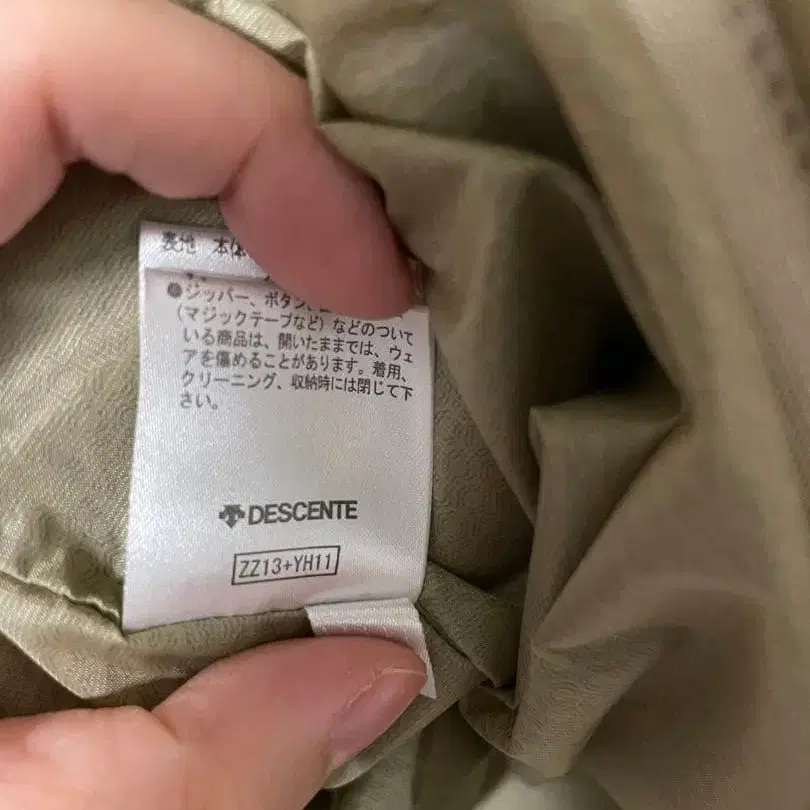 表地 本体
●ジッパー、ボタン、
(マジックテープなど)などのついて
いる商品は、開いたままでは、ウェ
アを傷めることがあります。着用、
クリーニング、収納時には閉じて下
さい。
DESCENTE
ZZ13+YH11